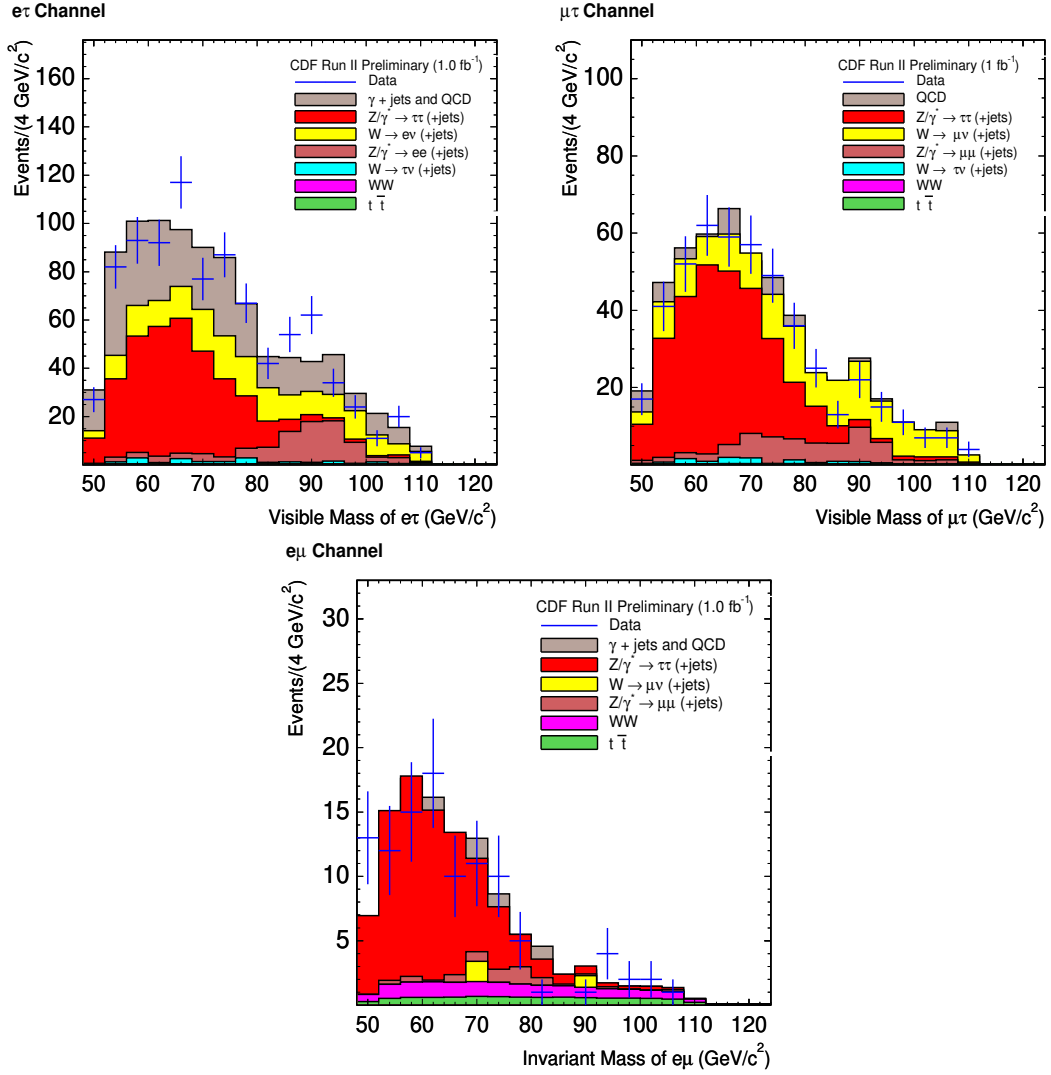 eτ Channel
Events/(4 GeV/c²)
160
140
120
100
80
60
40
20
CDF Run II Preliminary (1.0 fb⁻¹)
Data
γ + jets and QCD
Z/γ* → ττ (+jets)
W → eν (+jets)
Z/γ* → ee (+jets)
W → τν (+jets)
WW
t t̅
50 60 70 80 90 100 110 120
Visible Mass of eτ (GeV/c²)
μτ Channel
Events/(4 GeV/c²)
100
80
60
40
20
CDF Run II Preliminary (1 fb⁻¹)
Data
QCD
Z/γ* → ττ (+jets)
W → μν (+jets)
Z/γ* → μμ (+jets)
W → τν (+jets)
WW
t t̅
50 60 70 80 90 100 110 120
Visible Mass of μτ (GeV/c²)
eμ Channel
Events/(4 GeV/c²)
30
25
20
15
10
5
CDF Run II Preliminary (1.0 fb⁻¹)
Data
γ + jets and QCD
Z/γ* → ττ (+jets)
W → μν (+jets)
Z/γ* → μμ (+jets)
WW
t t̅
50 60 70 80 90 100 110 120
Invariant Mass of eμ (GeV/c²)